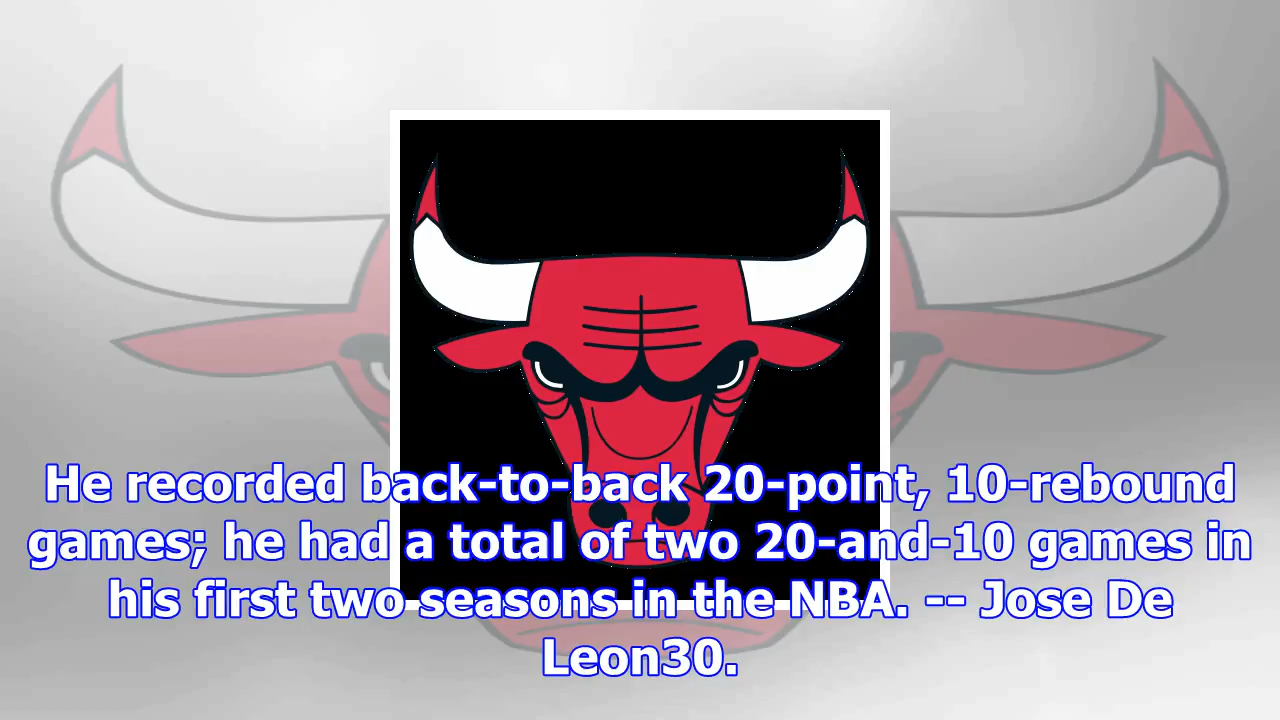 He recorded back-to-back 20-point, 10-rebound
games; he had a total of two 20-and-10 games in
his first two seasons in the NBA. -- Jose De
Leon30.